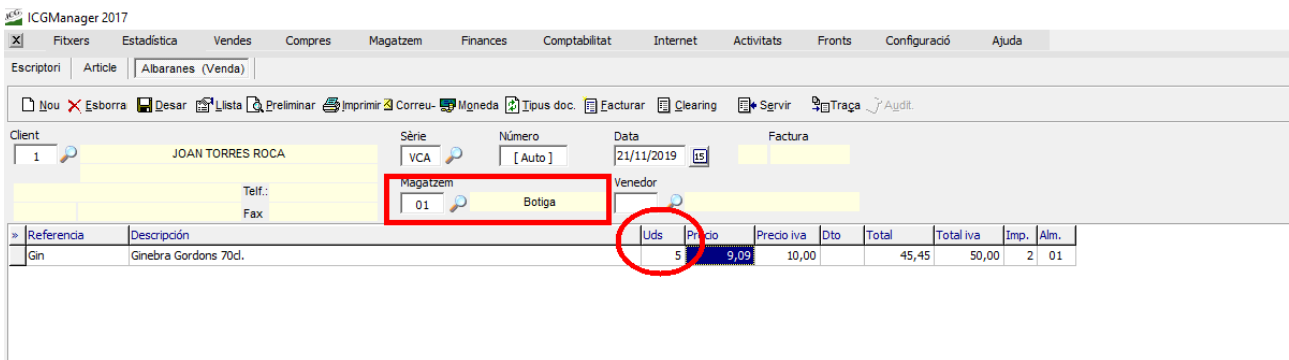 ICG ICGManager 2017
X Fitxers Estadística Vendes Compres Magatzem Finances Comptabilitat Internet Activitats Fronts Configuració Ajuda
Escriptori Article Albaranes (Venda)
Nou Esborra Desar Llista Preliminar Imprimir Correu- Moneda Tipus doc. Facturar Clearing Servir Traça Audit.
Client Sèrie Número Data Factura
1 JOAN TORRES ROCA VCA [ Auto ] 21/11/2019 15
Magatzem Venedor
Telf.: 01 Botiga
Fax
» Referencia Descripción Uds Precio Precio iva Dto Total Total iva Imp. Alm.
Gin Ginebra Gordons 70cl. 5 9,09 10,00 45,45 50,00 2 01